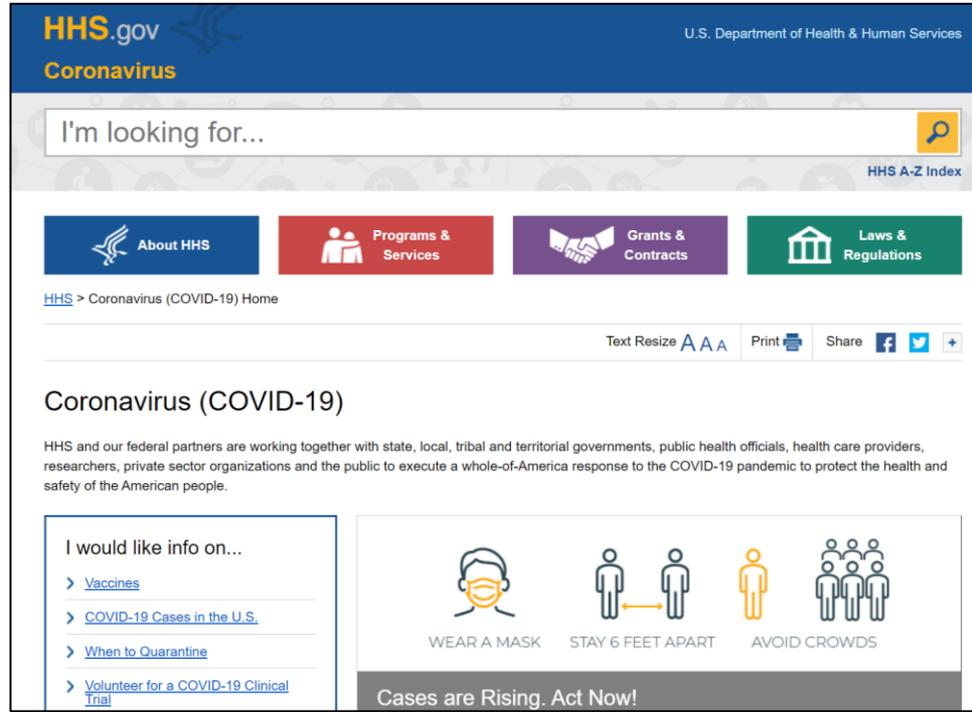 HHS.gov
U.S. Department of Health & Human Services
Coronavirus
I'm looking for...
HHS A-Z Index
About HHS
Programs &
Services
Grants &
Contracts
Laws &
Regulations
HHS > Coronavirus (COVID-19) Home
Text Resize A A A
Print
Share
Coronavirus (COVID-19)
HHS and our federal partners are working together with state, local, tribal and territorial governments, public health officials, health care providers,
researchers, private sector organizations and the public to execute a whole-of-America response to the COVID-19 pandemic to protect the health and
safety of the American people.
I would like info on...
Vaccines
COVID-19 Cases in the U.S.
When to Quarantine
Volunteer for a COVID-19 Clinical
Trial
WEAR A MASK
STAY 6 FEET APART
AVOID CROWDS
Cases are Rising. Act Now!